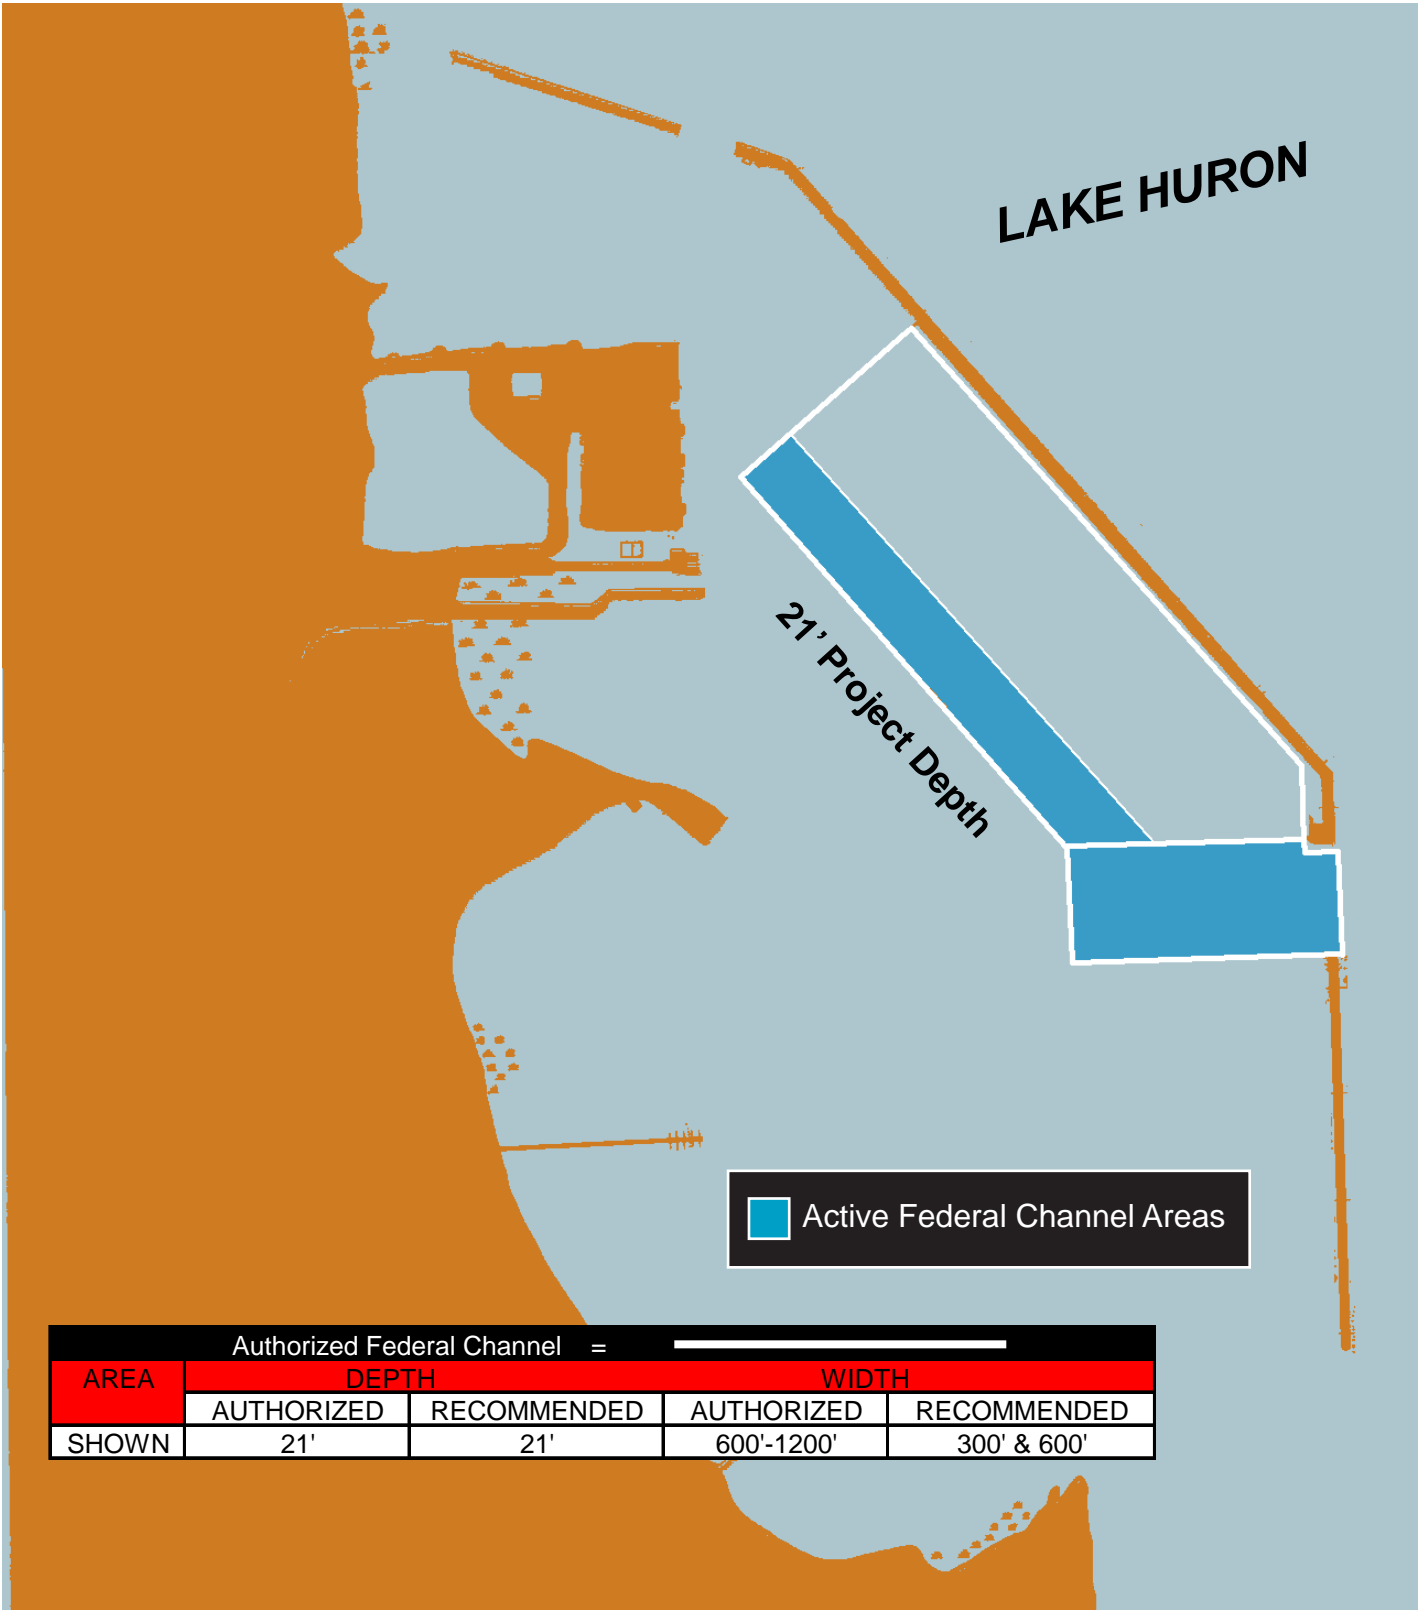 LAKE HURON
21’ Project Depth
Active Federal Channel Areas
Authorized Federal Channel =
AREA DEPTH WIDTH
AUTHORIZED RECOMMENDED AUTHORIZED RECOMMENDED
SHOWN 21' 21' 600'-1200' 300' & 600'